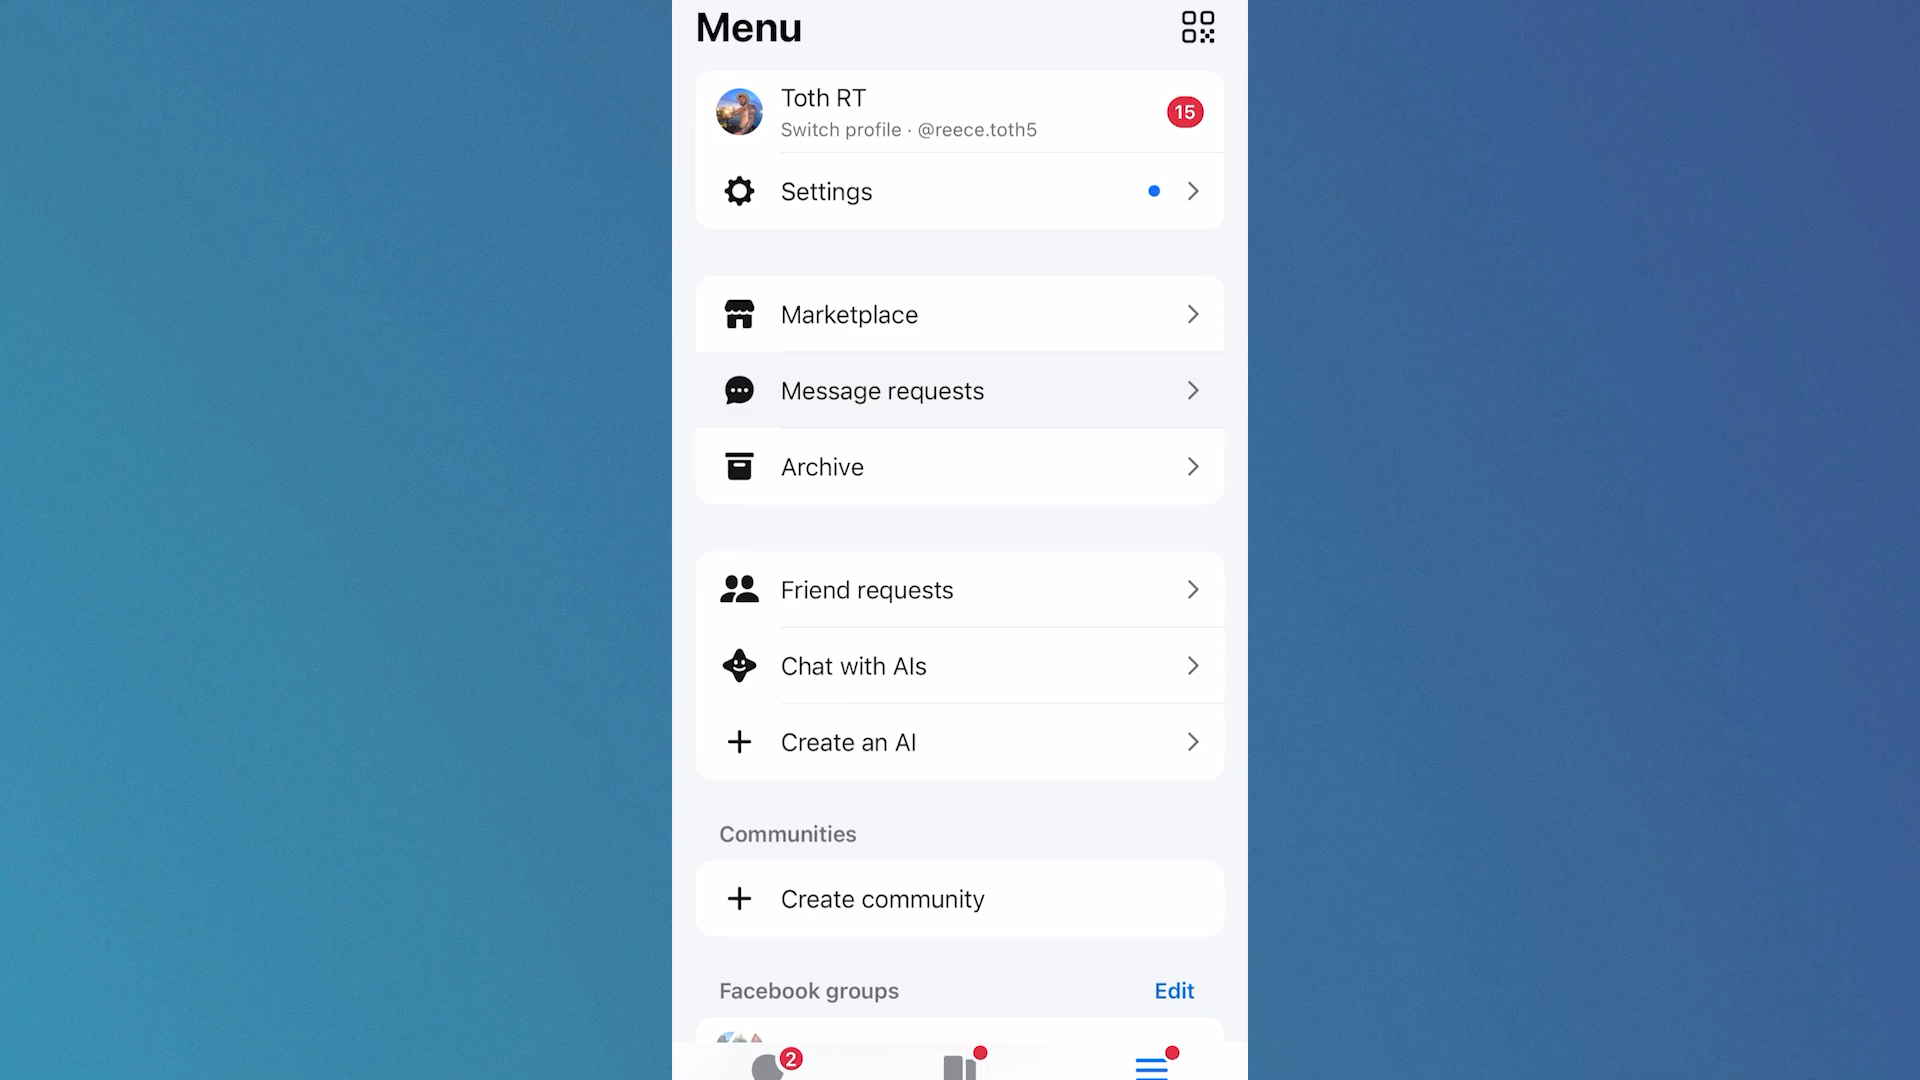 Menu
Toth RT
Switch profile · @reece.toth5
15
Settings
Marketplace
Message requests
Archive
Friend requests
Chat with AIs
Create an AI
Communities
Create community
Facebook groups
Edit
2